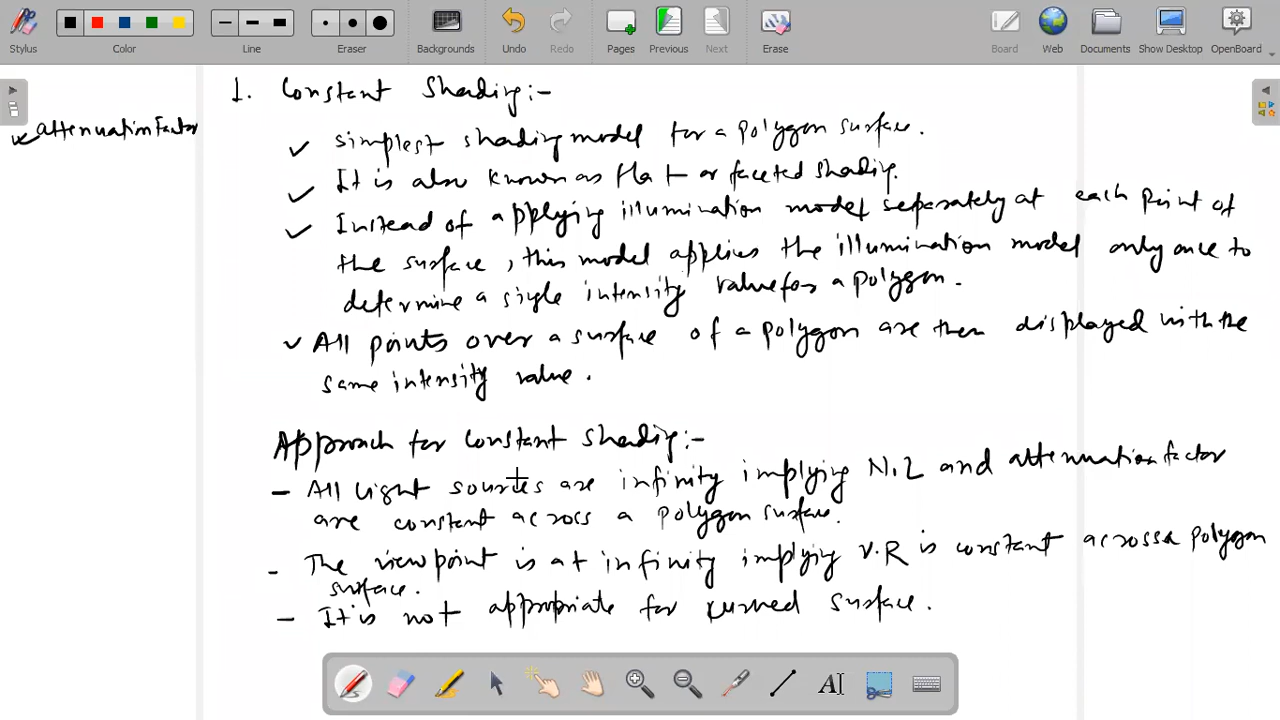 Stylus
Color
Line
Eraser
Backgrounds
Undo
Redo
Pages
Previous
Next
Erase
Board
Web
Documents
Show Desktop
OpenBoard
attenuation Factor
1. Constant Shading:-
✓ simplest shading model for a polygon surface.
✓ It is also known as flat or faceted shading.
✓ Instead of applying illumination model separately at each point of
the surface, this model applies the illumination model only once to
determine a single intensity value for a polygon.
✓ All points over a surface of a polygon are then displayed with the
same intensity value.
Approach for constant shading:-
- All light sources are infinity implying N.L and attenuation factor
are constant across a polygon surface.
- The viewpoint is at infinity implying V.R is constant across a polygon
surface.
- It is not appropriate for curved surface.